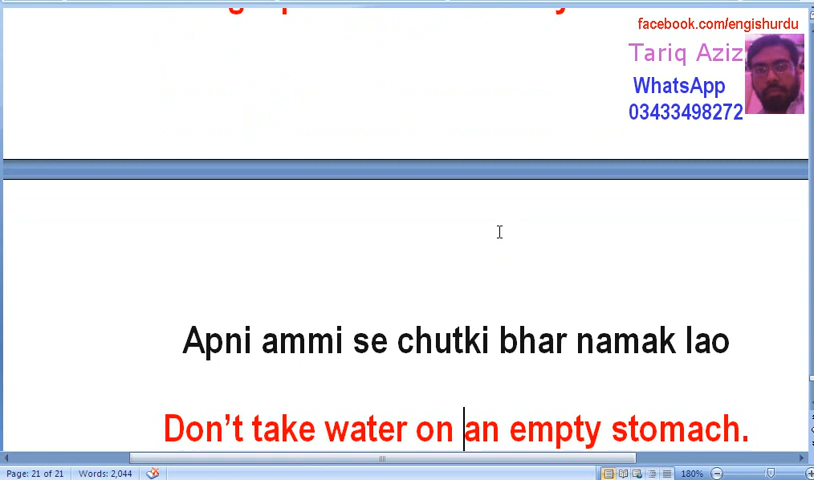 facebook.com/engishurdu
Tariq Aziz
WhatsApp
03433498272
Apni ammi se chutki bhar namak lao
Don't take water on an empty stomach.
Page: 21 of 21 Words: 2,044 180%